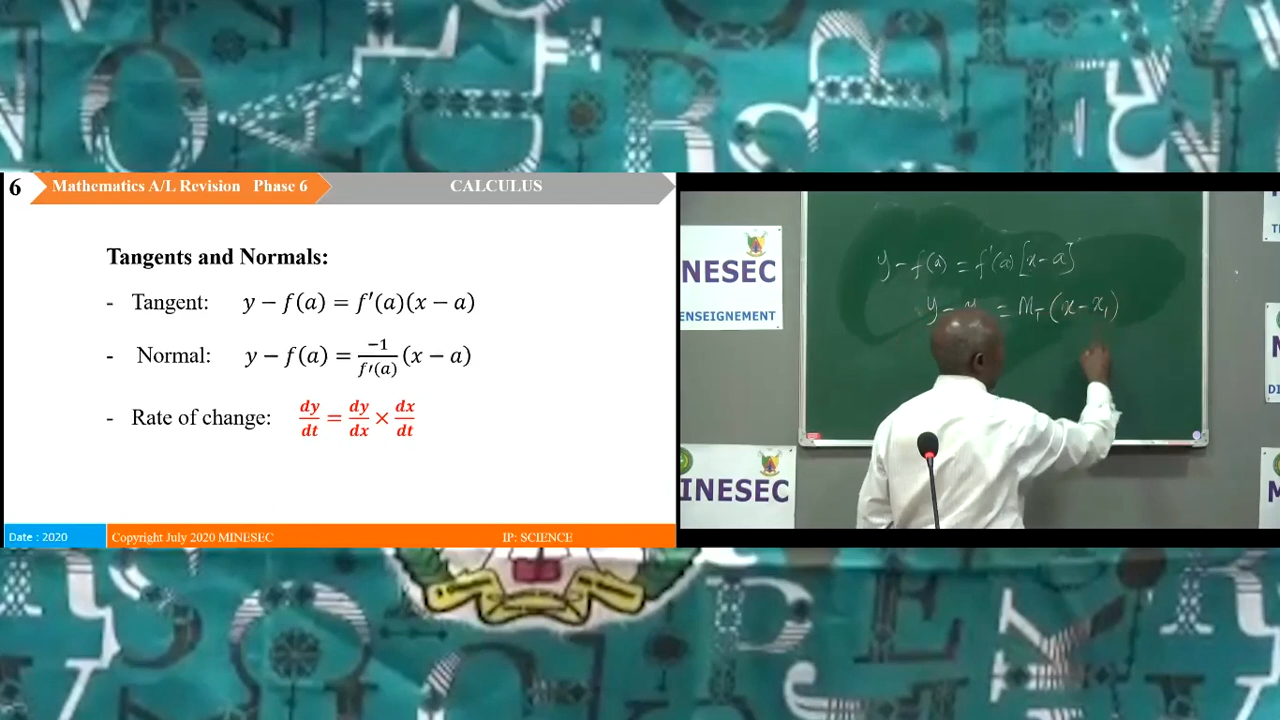 6 Mathematics A/L Revision Phase 6 CALCULUS
Tangents and Normals:
- Tangent: y − f(a) = f′(a)(x − a)
- Normal: y − f(a) = −1/f′(a) (x − a)
- Rate of change: dy/dt = dy/dx × dx/dt
Date : 2020 Copyright July 2020 MINESEC IP: SCIENCE
NESEC
ENSEIGNEMENT
INESEC
y − f(a) = f′(a) [x − a]
y − = M_T (x − x₁)